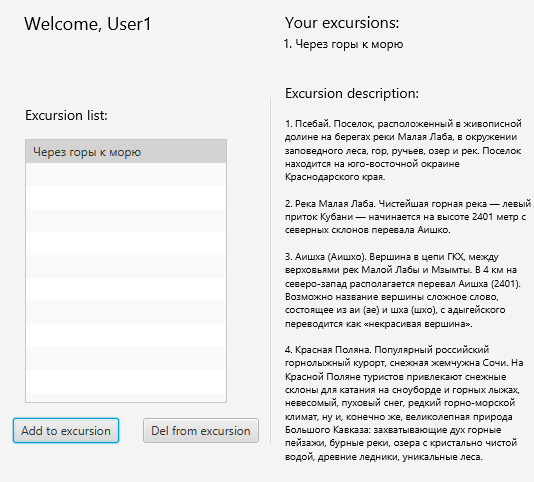 Welcome, User1
Excursion list:
Через горы к морю
Add to excursion
Del from excursion
Your excursions:
1. Через горы к морю
Excursion description:
1. Псебай. Поселок, расположенный в живописной
долине на берегах реки Малая Лаба, в окружении
заповедного леса, гор, ручьев, озер и рек. Поселок
находится на юго-восточной окраине
Краснодарского края.
2. Река Малая Лаба. Чистейшая горная река — левый
приток Кубани — начинается на высоте 2401 метр с
северных склонов перевала Аишко.
3. Аишха (Аишхо). Вершина в цепи ГКХ, между
верховьями рек Малой Лабы и Мзымты. В 4 км на
северо-запад располагается перевал Аишха (2401).
Возможно название вершины сложное слово,
состоящее из аи (ае) и шха (шхо), с адыгейского
переводится как «некрасивая вершина».
4. Красная Поляна. Популярный российский
горнолыжный курорт, снежная жемчужна Сочи. На
Красной Поляне туристов привлекают снежные
склоны для катания на сноуборде и горных лыжах,
невесомый, пуховый снег, редкий горно-морской
климат, ну и, конечно же, великолепная природа
Большого Кавказа: захватывающие дух горные
пейзажи, бурные реки, озера с кристально чистой
водой, древние ледники, уникальные леса.